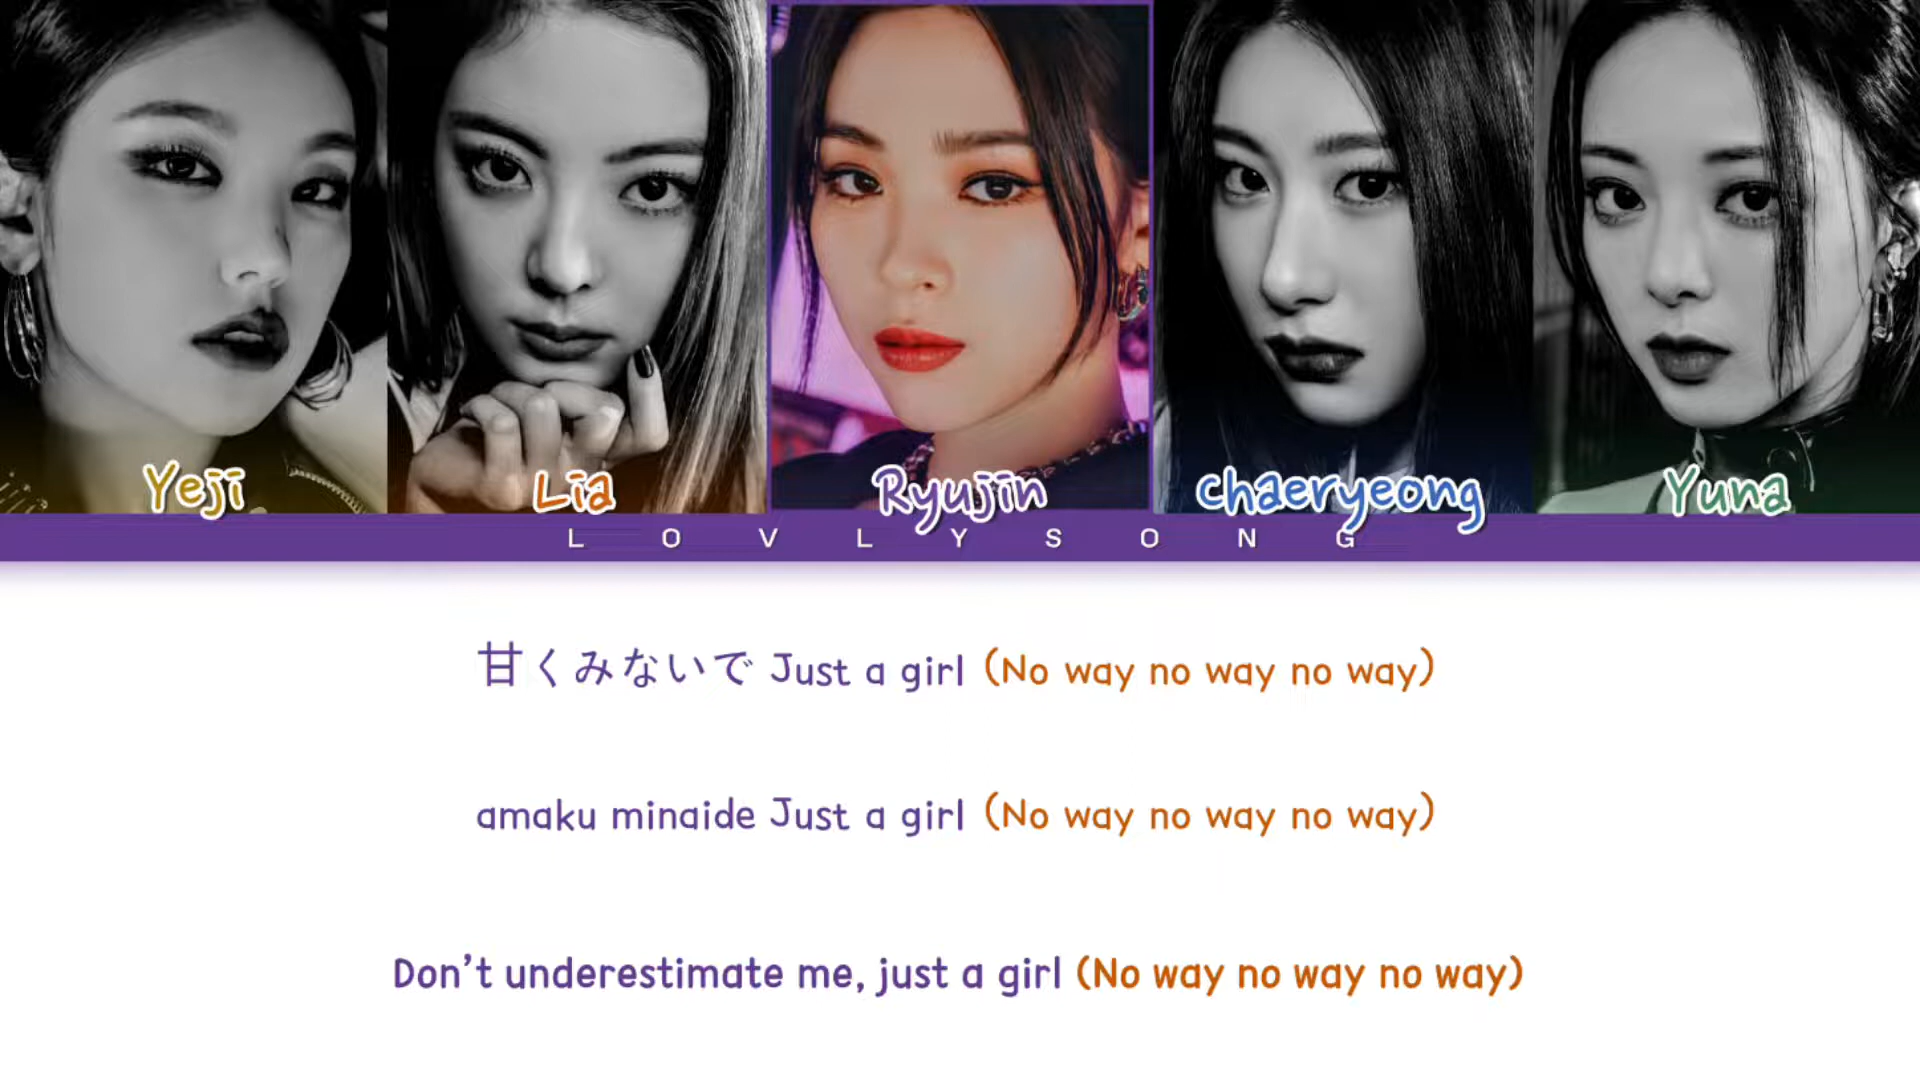 Yeji Lia Ryujin chaeryeong Yuna
LOVLYSONG
甘くみないで Just a girl (No way no way no way)
amaku minaide Just a girl (No way no way no way)
Don't underestimate me, just a girl (No way no way no way)